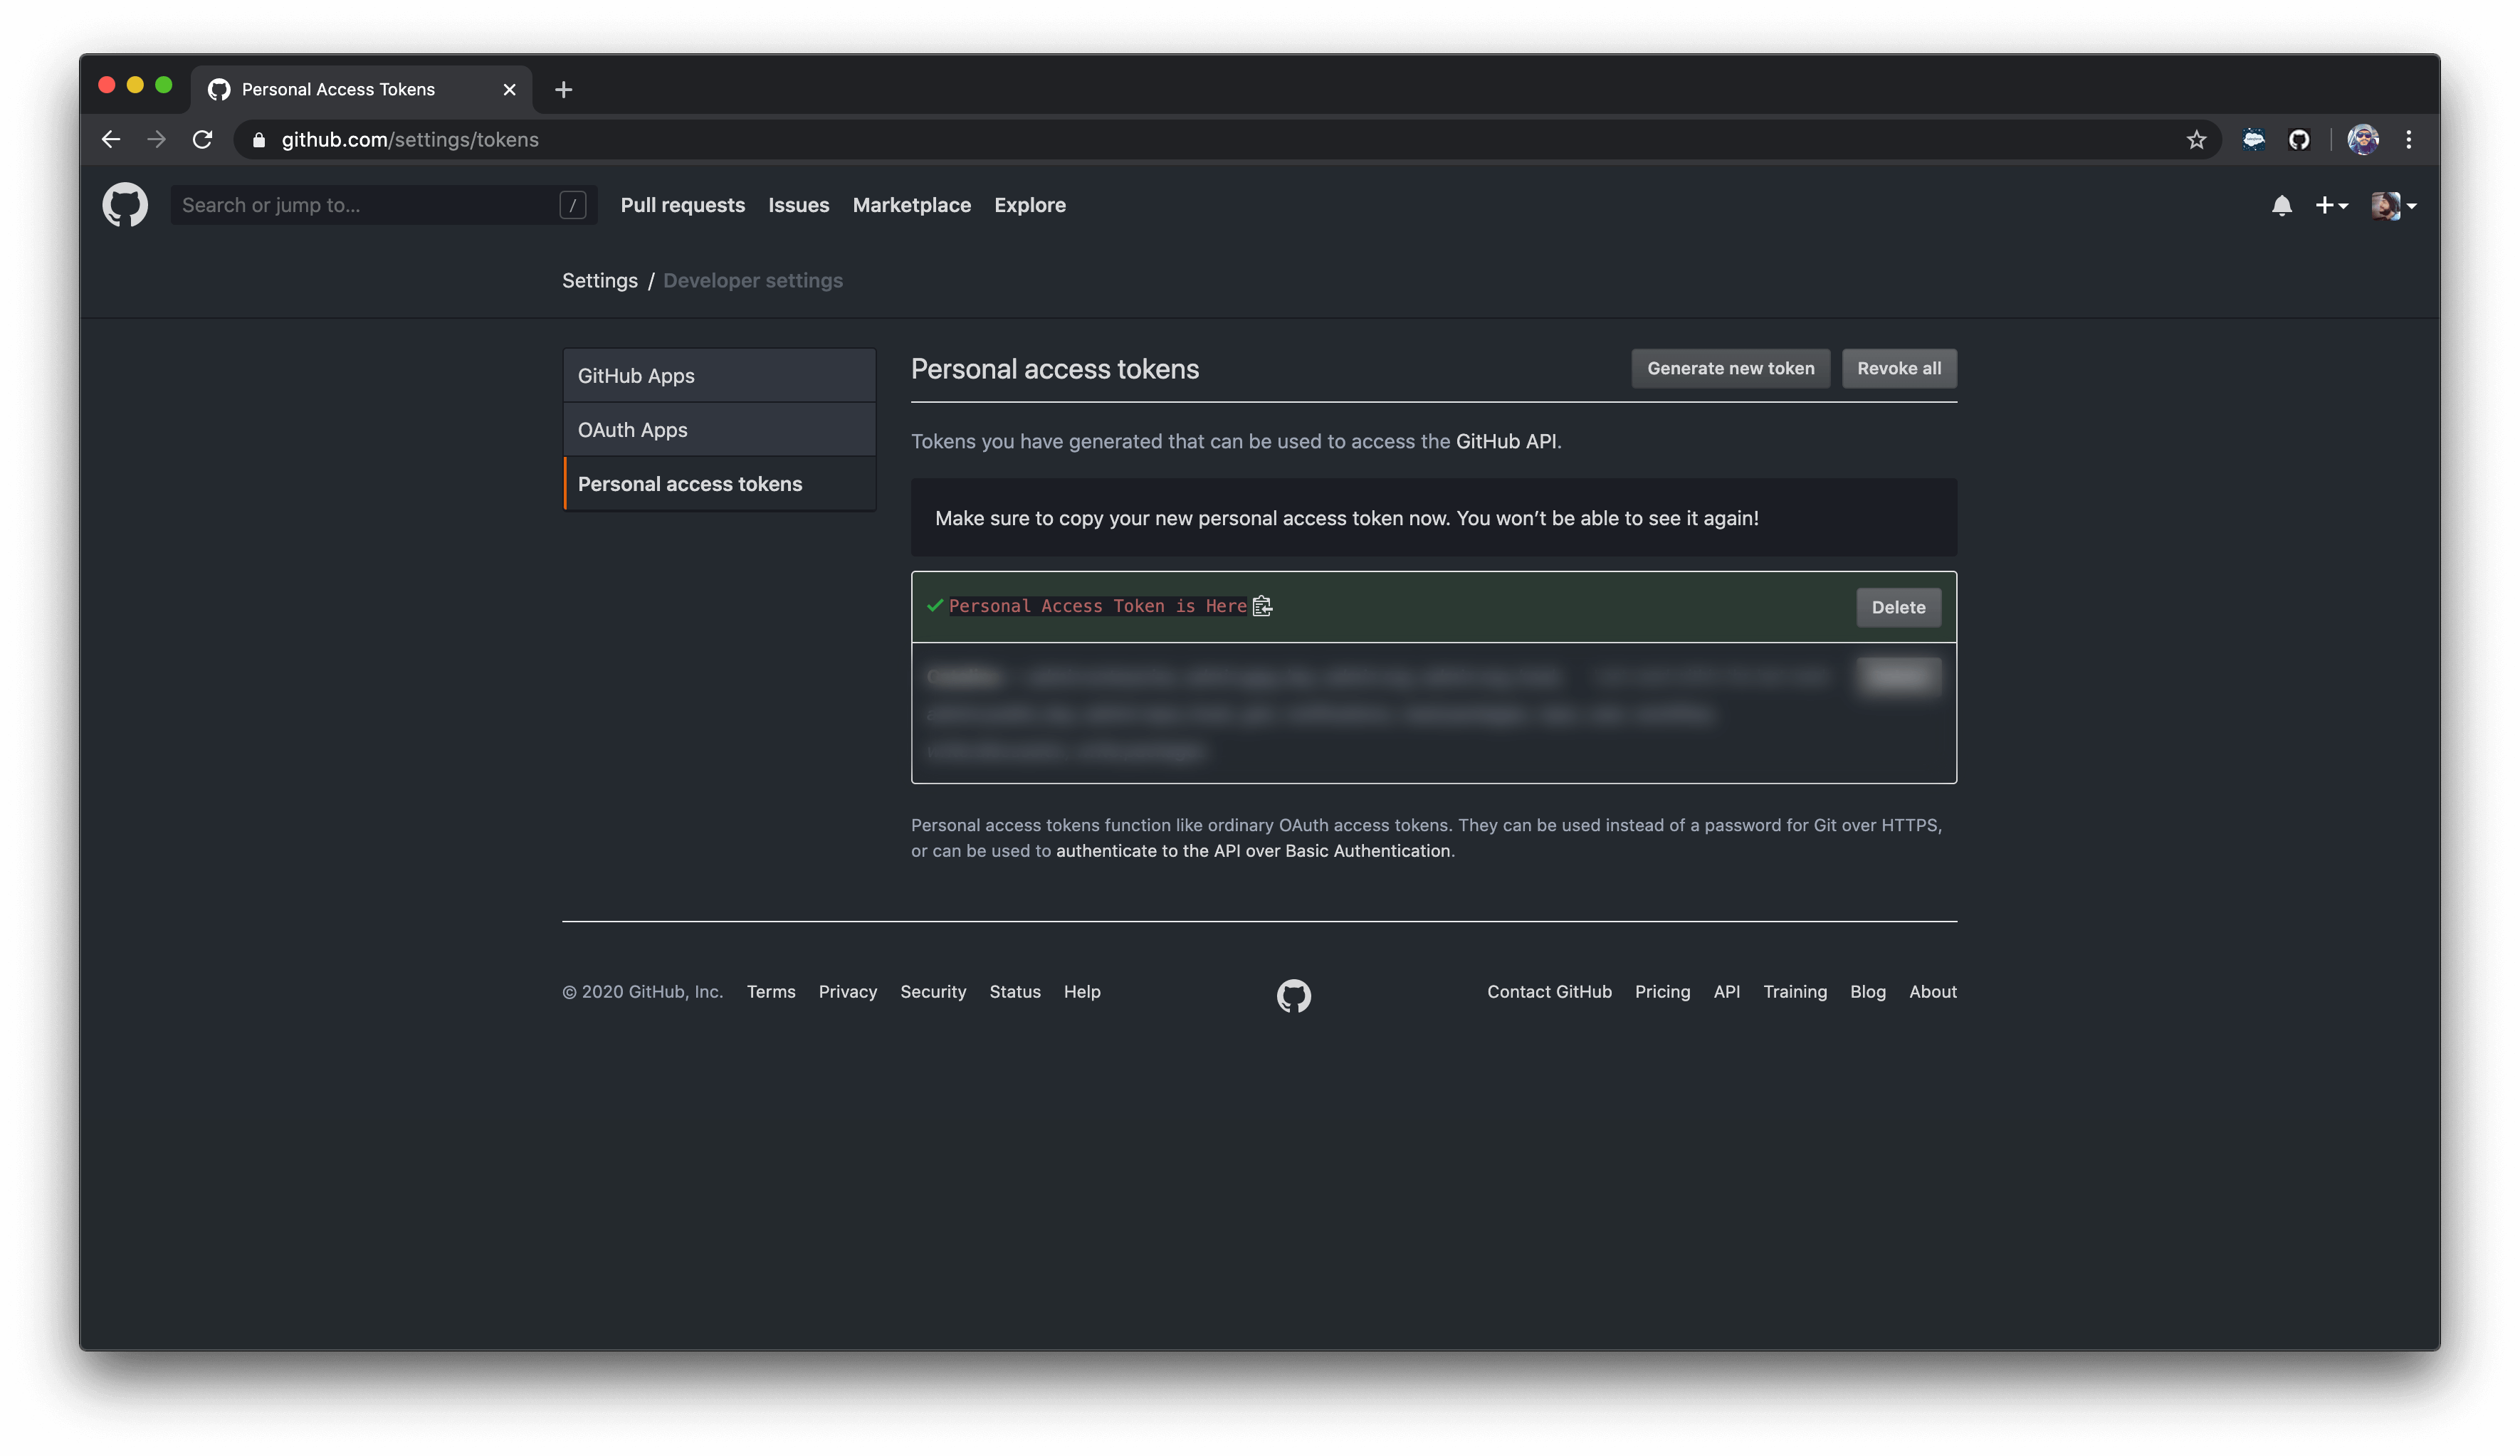 Personal Access Tokens
github.com/settings/tokens
Search or jump to... / Pull requests Issues Marketplace Explore
Settings / Developer settings
GitHub Apps
OAuth Apps
Personal access tokens
Personal access tokens Generate new token Revoke all
Tokens you have generated that can be used to access the GitHub API.
Make sure to copy your new personal access token now. You won’t be able to see it again!
Personal Access Token is Here Delete
Personal access tokens function like ordinary OAuth access tokens. They can be used instead of a password for Git over HTTPS,
or can be used to authenticate to the API over Basic Authentication.
© 2020 GitHub, Inc. Terms Privacy Security Status Help Contact GitHub Pricing API Training Blog About